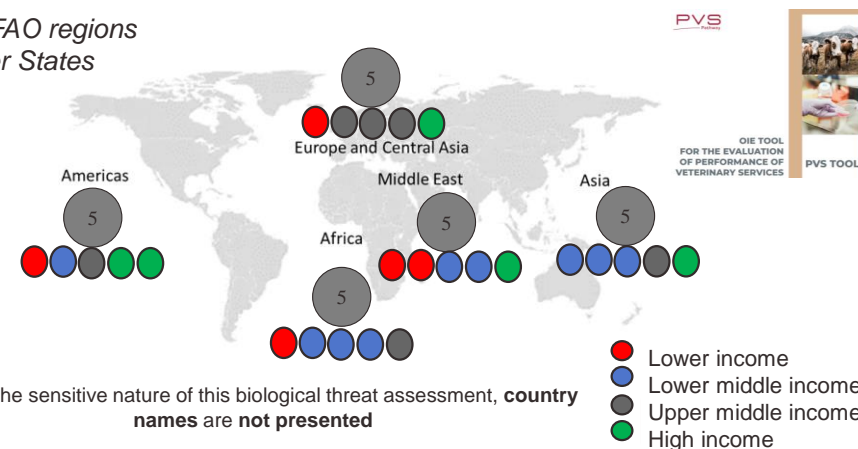 FAO regions
er States
PVS
Pathway
OIE TOOL
FOR THE EVALUATION
OF PERFORMANCE OF
VETERINARY SERVICES
PVS TOOL
5
Europe and Central Asia
Americas
5
Middle East
5
Asia
5
Africa
5
he sensitive nature of this biological threat assessment, country
names are not presented
Lower income
Lower middle income
Upper middle income
High income